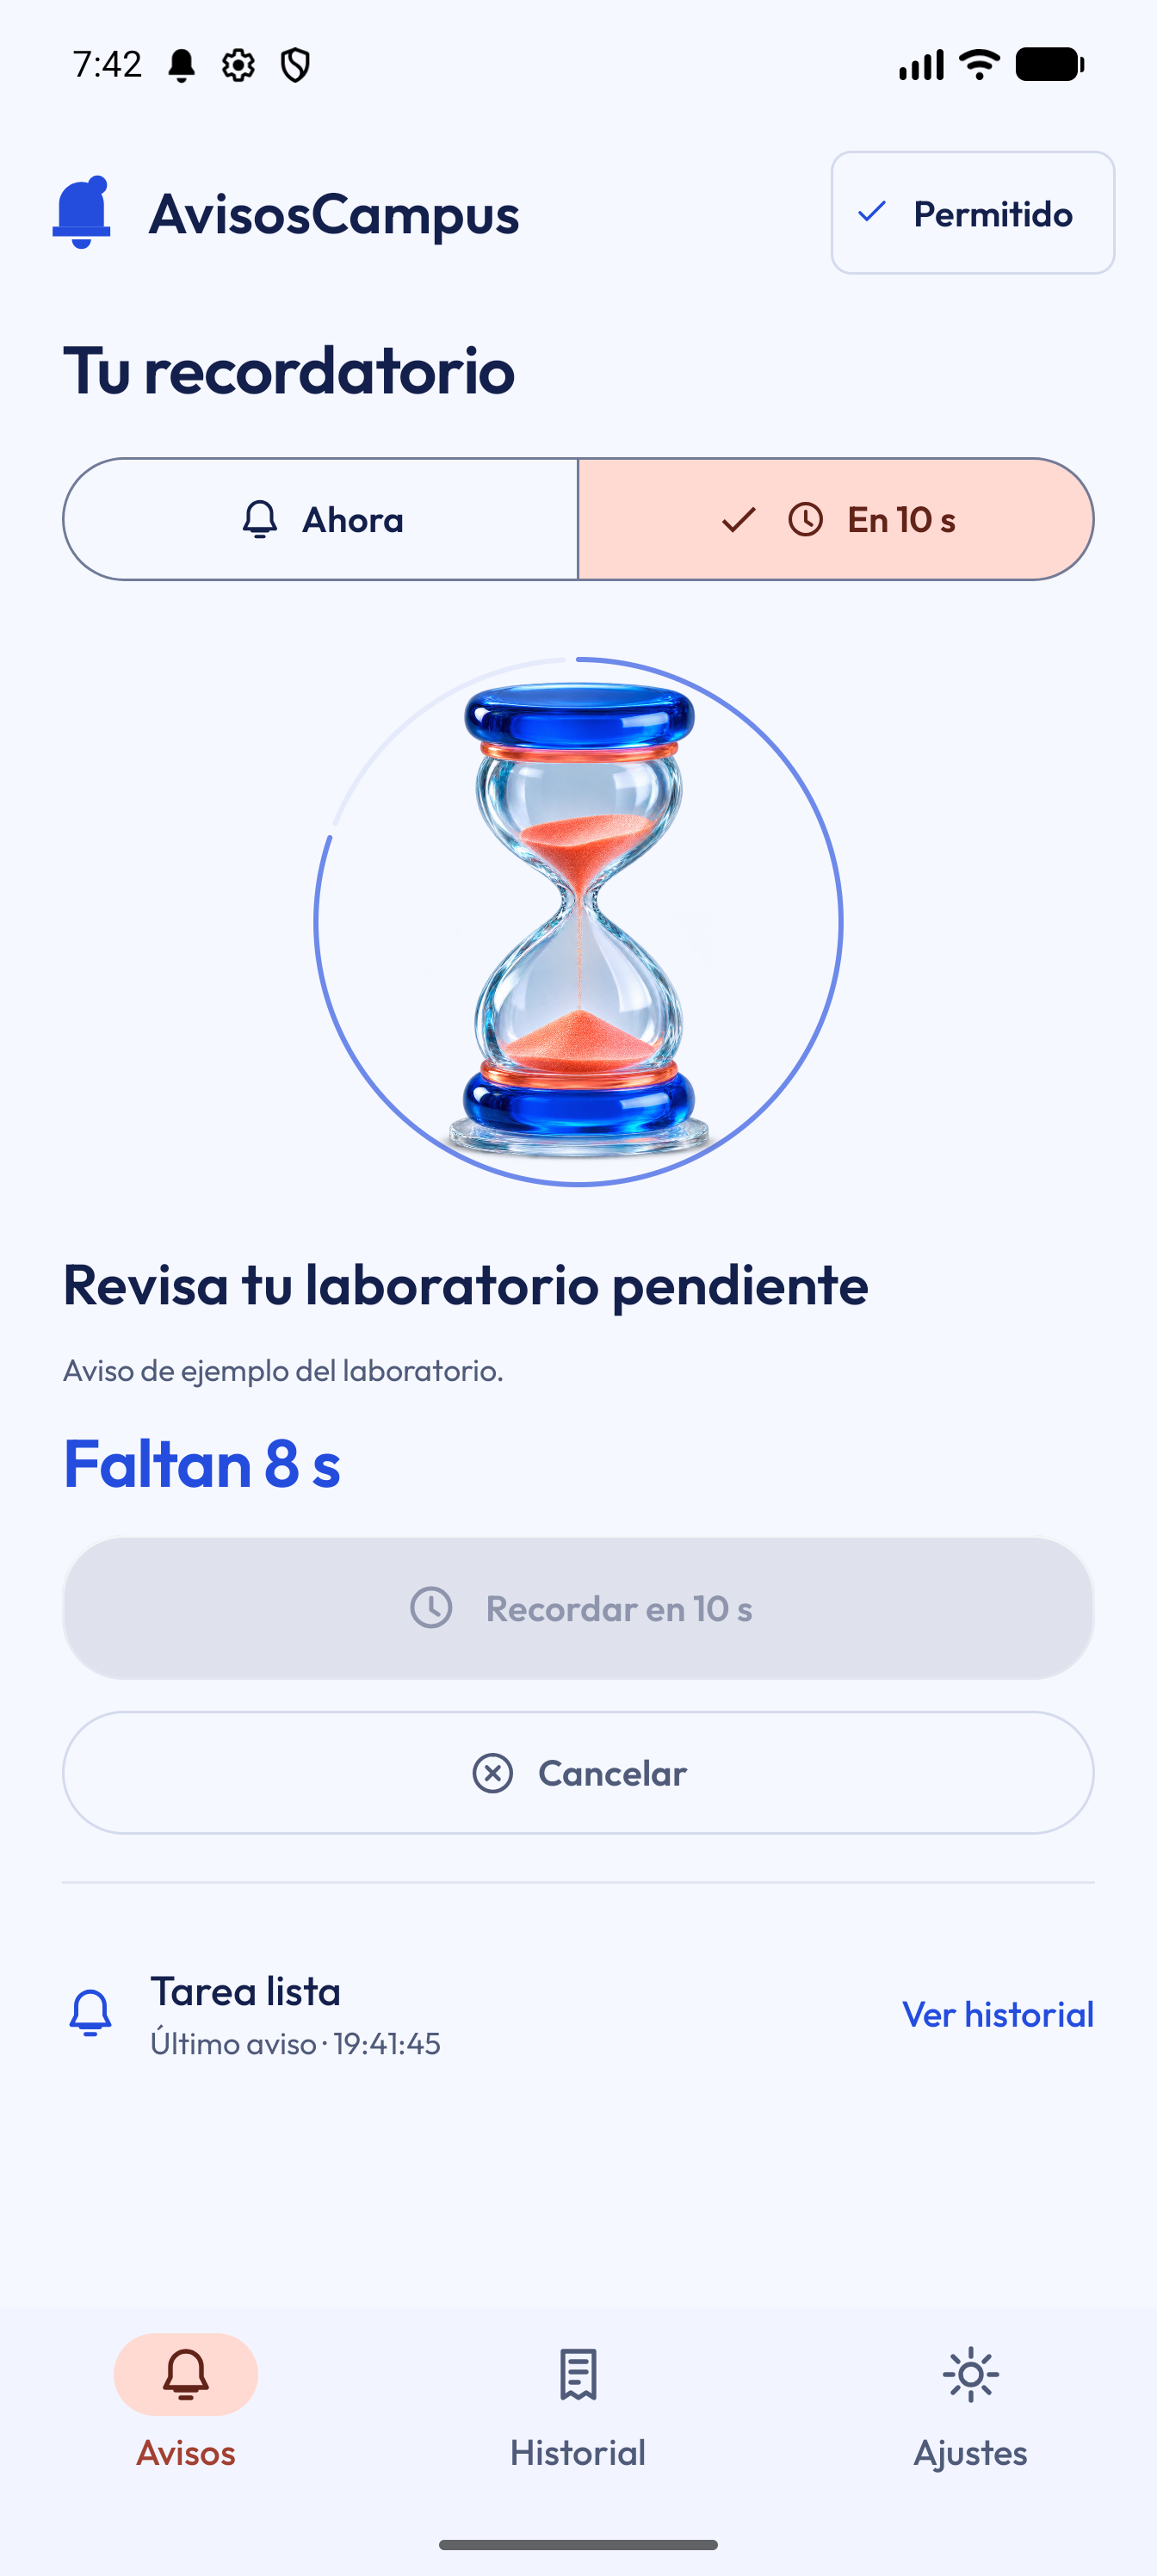 7:42
AvisosCampus
Permitido
Tu recordatorio
Ahora
En 10 s
Revisa tu laboratorio pendiente
Aviso de ejemplo del laboratorio.
Faltan 8 s
Recordar en 10 s
Cancelar
Tarea lista
Último aviso · 19:41:45
Ver historial
Avisos
Historial
Ajustes